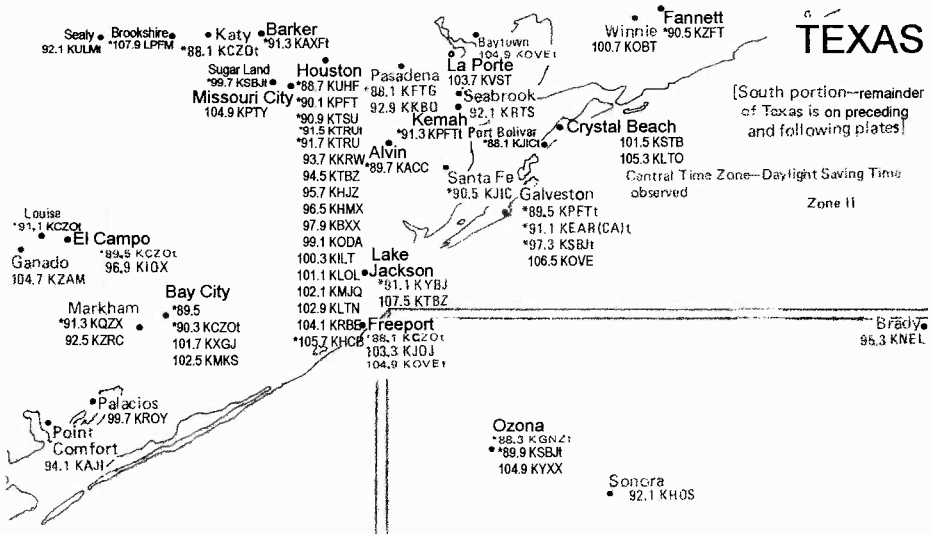 TEXAS
[South portion--remainder
of Texas is on preceding
and following plates]
Central Time Zone--Daylight Saving Time
observed
Zone II
Sealy
92.1 KULM
Brookshire
*107.9 LPFM
Katy
*88.1 KCZOt
Barker
*91.3 KAXFt
Sugar Land
*99.7 KSBJt
Missouri City
104.9 KPTY
Houston
*88.7 KUHF
*90.1 KPFT
*90.9 KTSU
*91.5 KTRUt
*91.7 KTRU
93.7 KKRW
94.5 KTBZ
95.7 KHJZ
96.5 KHMX
97.9 KBXX
99.1 KODA
100.3 KILT
101.1 KLOL
102.1 KMJQ
102.9 KLTN
104.1 KRBE
*105.7 KHCB
Pasadena
*88.1 KFTG
92.9 KKBQ
Baytown
104.9 KOVEt
La Porte
103.7 KVST
Seabrook
92.1 KRTS
Kemah
*91.3 KPFTt
Port Bolivar
*88.1 KJICt
Alvin
*89.7 KACC
Santa Fe
*90.5 KJIC
Winnie
100.7 KOBT
Fannett
*90.5 KZFT
Crystal Beach
101.5 KSTB
105.3 KLTO
Galveston
*89.5 KPFTt
*91.1 KEAR(CA)t
*97.3 KSBJt
106.5 KOVE
Louise
*91.1 KCZOt
El Campo
*89.5 KCZOt
96.9 KIOX
Ganado
104.7 KZAM
Markham
*91.3 KQZX
92.5 KZRC
Bay City
*89.5
*90.3 KCZOt
101.7 KXGJ
102.5 KMKS
Lake
Jackson
*91.1 KYBJ
107.5 KTBZ
Freeport
*88.1 KCZOt
103.3 KJOJ
104.9 KOVEt
Palacios
99.7 KROY
Point
Comfort
94.1 KAJI
Brady
95.3 KNEL
Ozona
*88.3 KGNZt
*89.9 KSBJt
104.9 KYXX
Sonora
92.1 KHOS